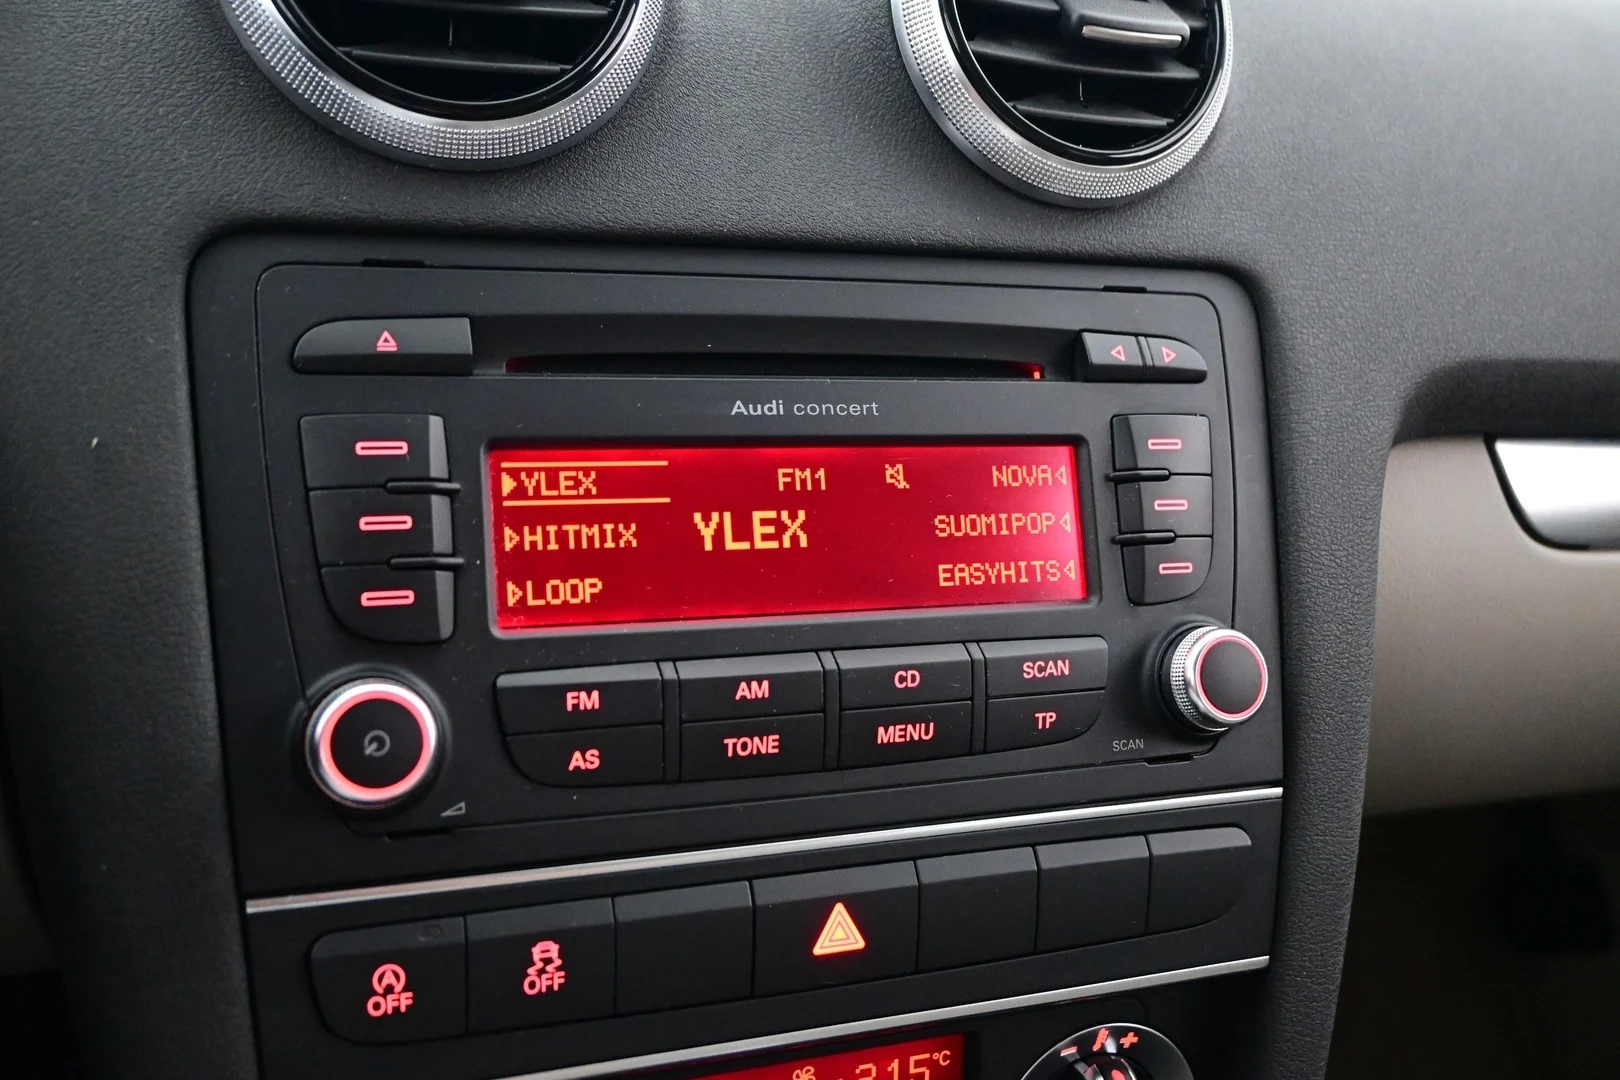 Audi concert
YLEX FM1 NOVA
HITMIX YLEX SUOMIPOP
LOOP EASYHITS
FM AM CD SCAN
AS TONE MENU TP
SCAN
A OFF OFF
°C